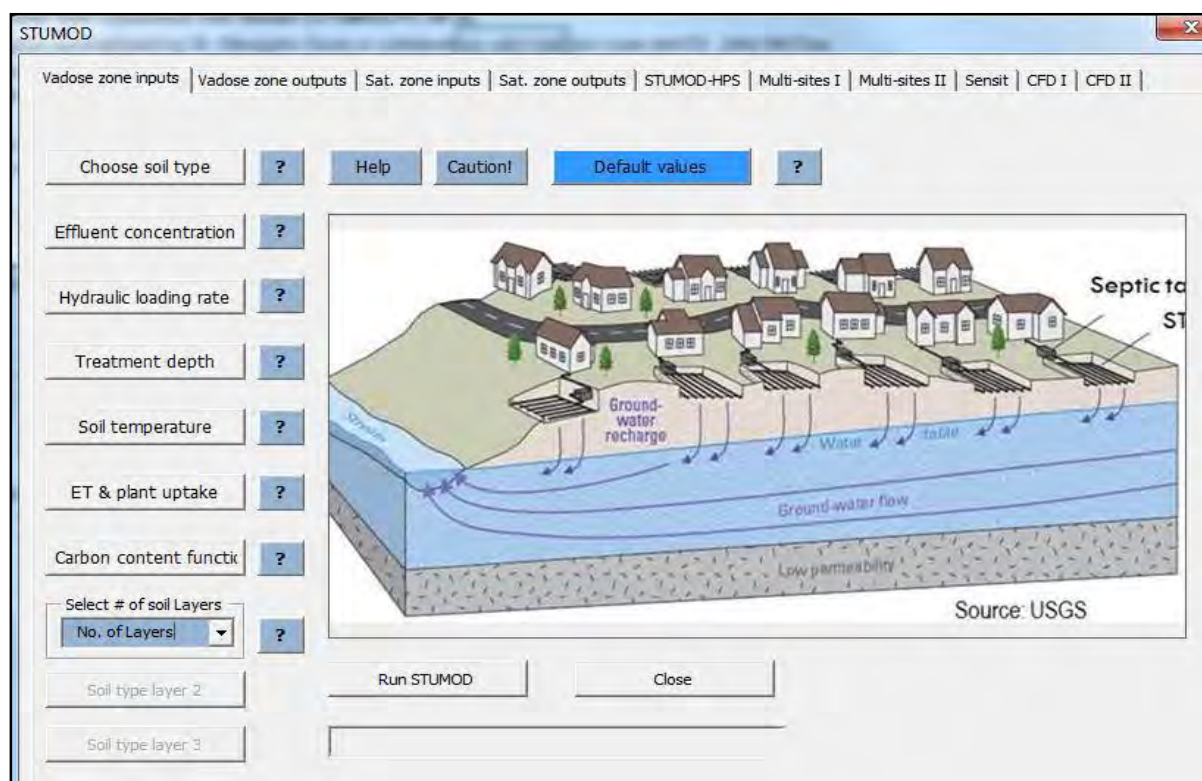 STUMOD
Vadose zone inputs
Vadose zone outputs
Sat. zone inputs
Sat. zone outputs
STUMOD-HPS
Multi-sites I
Multi-sites II
Sensit
CFD I
CFD II
Choose soil type
?
Help
Caution!
Default values
?
Effluent concentration
?
Hydraulic loading rate
?
Treatment depth
?
Soil temperature
?
ET & plant uptake
?
Carbon content functic
?
Select # of soil Layers
No. of Layers
?
Soil type layer 2
Soil type layer 3
Septic ta
ST
Ground-
water
recharge
Water table
Ground-water flow
Low permeability
Source: USGS
Run STUMOD
Close